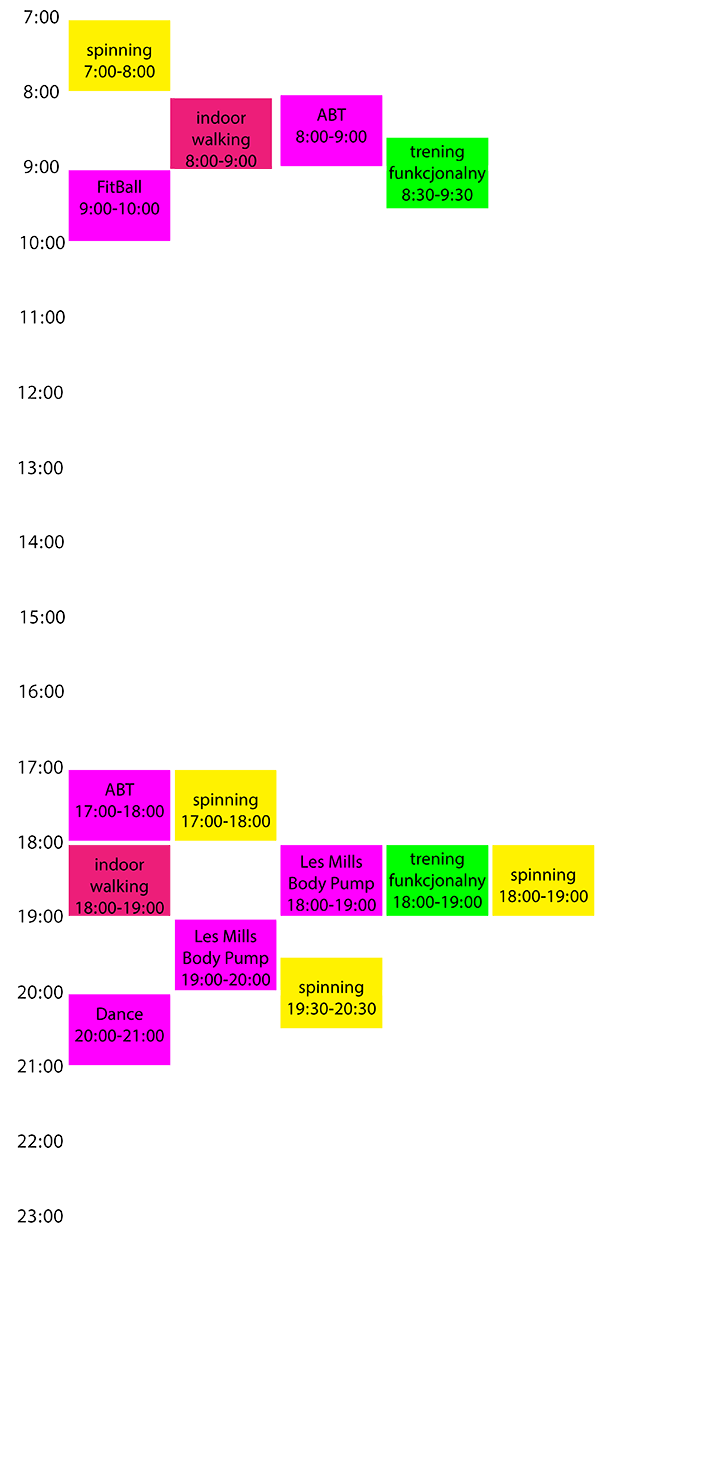 7:00
spinning
7:00-8:00
8:00
indoor
walking
8:00-9:00
ABT
8:00-9:00
trening
funkcjonalny
8:30-9:30
9:00
FitBall
9:00-10:00
10:00
11:00
12:00
13:00
14:00
15:00
16:00
17:00
ABT
17:00-18:00
spinning
17:00-18:00
18:00
indoor
walking
18:00-19:00
Les Mills
Body Pump
18:00-19:00
trening
funkcjonalny
18:00-19:00
spinning
18:00-19:00
19:00
Les Mills
Body Pump
19:00-20:00
spinning
19:30-20:30
20:00
Dance
20:00-21:00
21:00
22:00
23:00